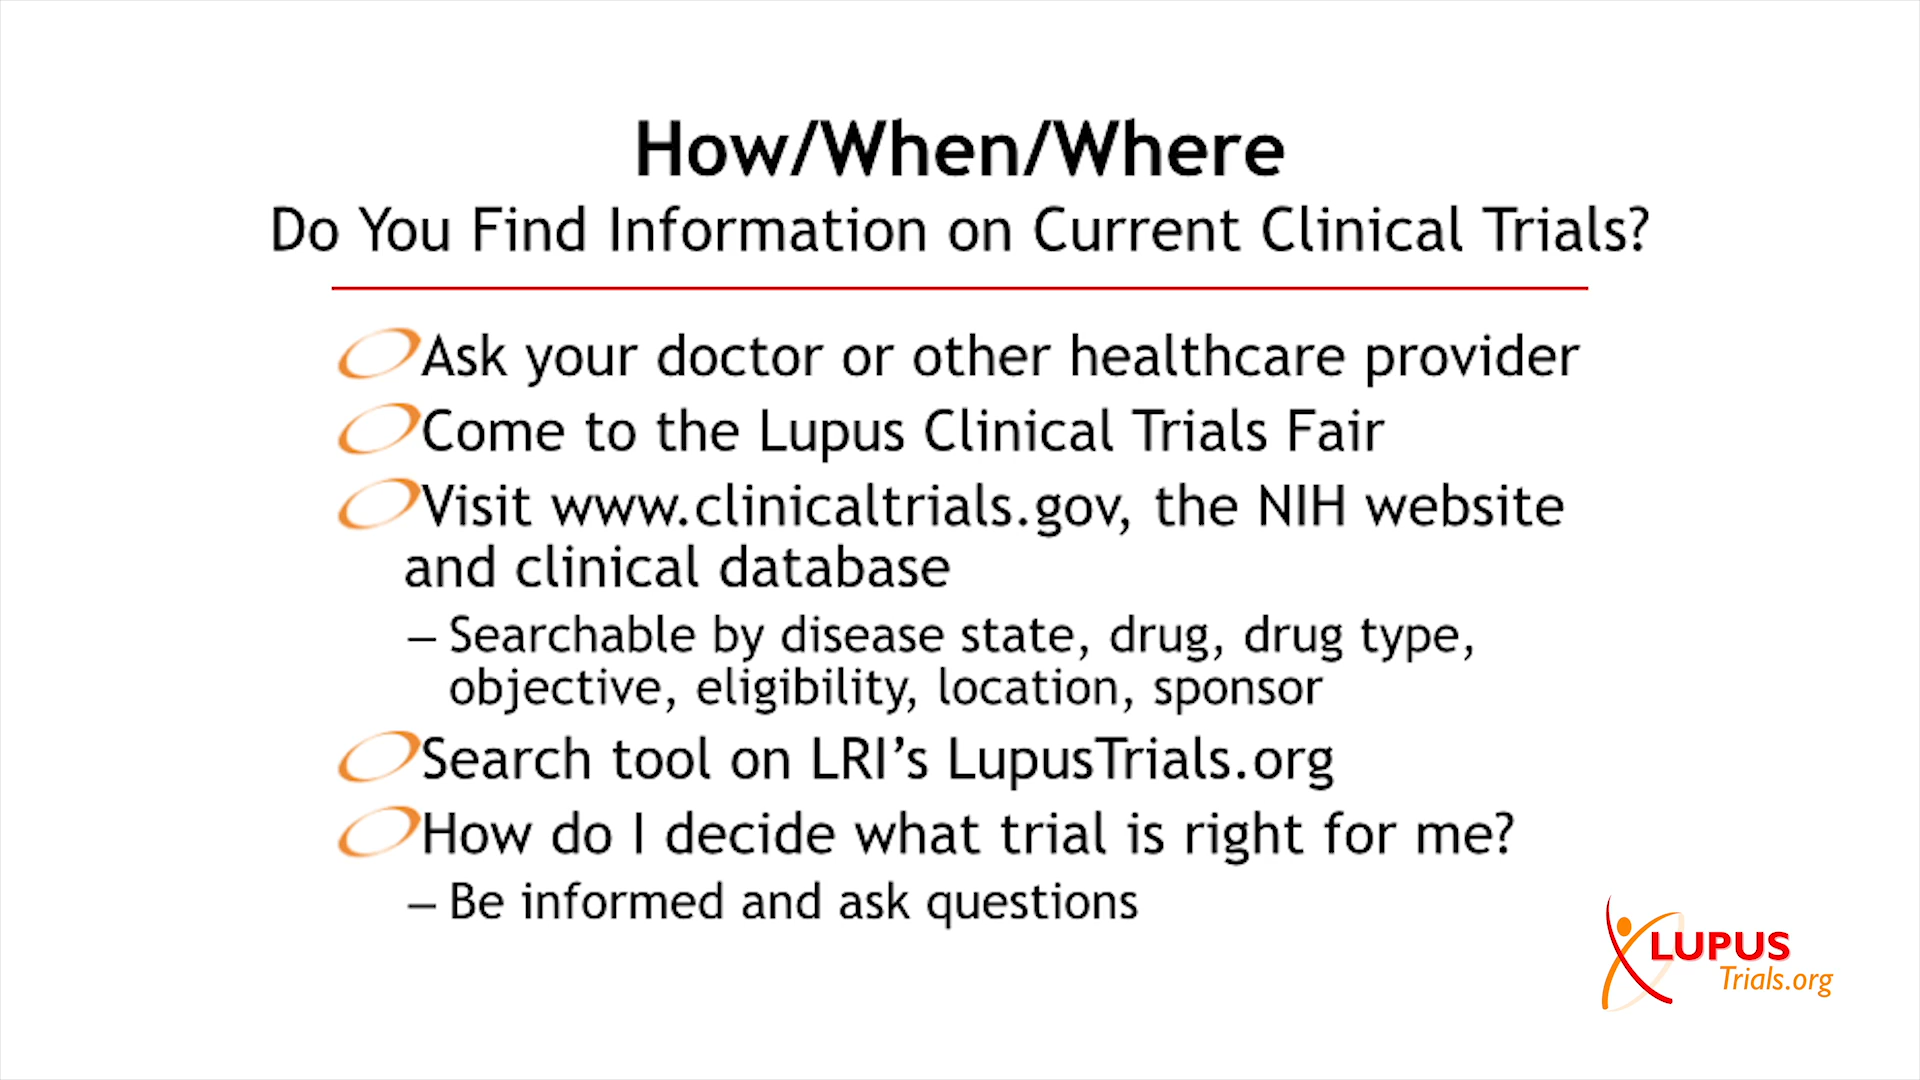 How/When/Where
Do You Find Information on Current Clinical Trials?
Ask your doctor or other healthcare provider
Come to the Lupus Clinical Trials Fair
Visit www.clinicaltrials.gov, the NIH website
and clinical database
– Searchable by disease state, drug, drug type,
objective, eligibility, location, sponsor
Search tool on LRI’s LupusTrials.org
How do I decide what trial is right for me?
– Be informed and ask questions
LUPUS
Trials.org